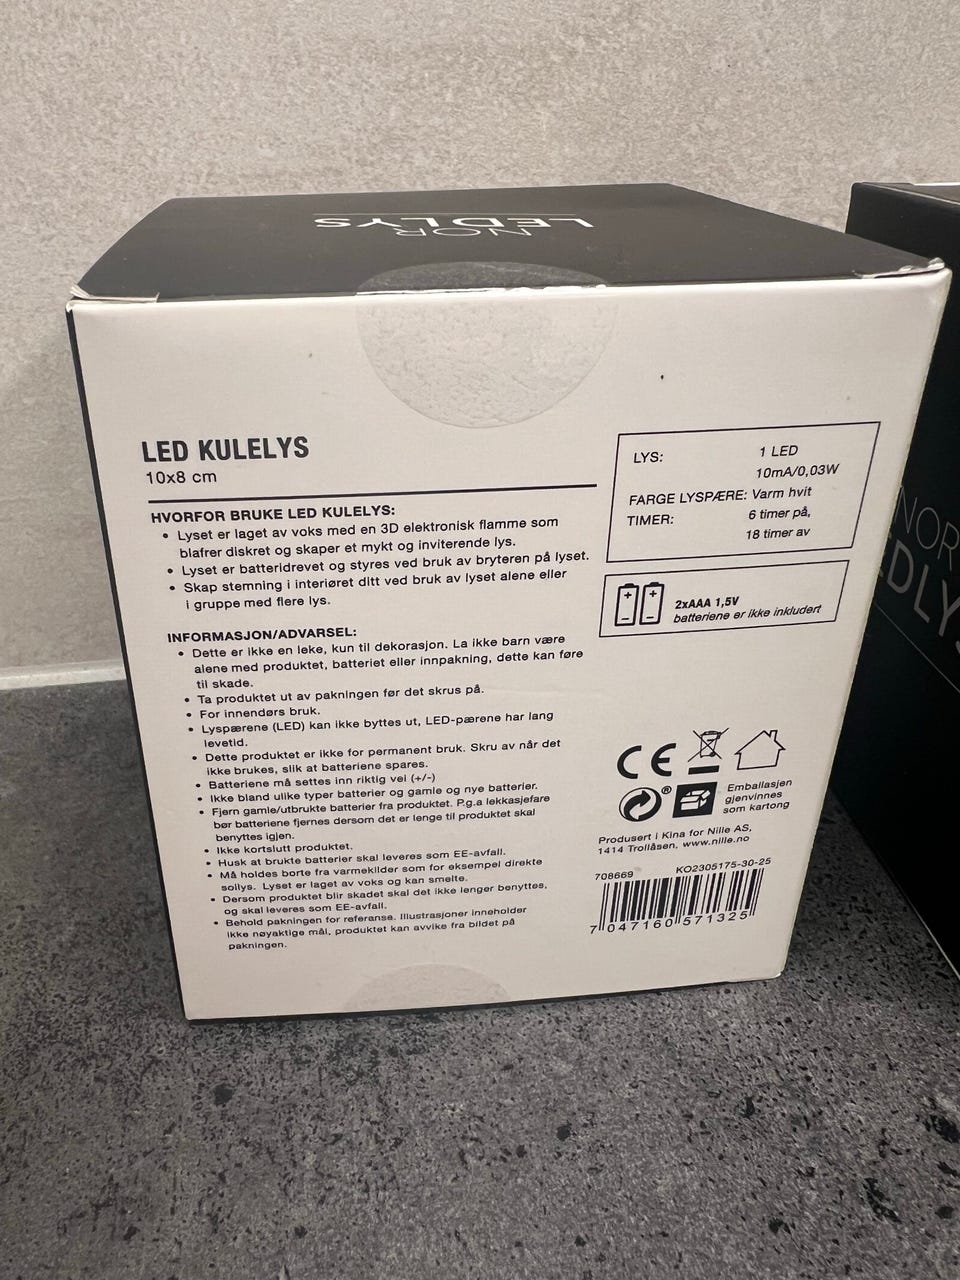 NOR
LEDLYS
LED KULELYS
10x8 cm
HVORFOR BRUKE LED KULELYS:
• Lyset er laget av voks med en 3D elektronisk flamme som
blafrer diskret og skaper et mykt og inviterende lys.
• Lyset er batteridrevet og styres ved bruk av bryteren på lyset.
• Skap stemning i interiøret ditt ved bruk av lyset alene eller
i gruppe med flere lys.
INFORMASJON/ADVARSEL:
• Dette er ikke en leke, kun til dekorasjon. La ikke barn være
alene med produktet, batteriet eller innpakning, dette kan føre
til skade.
• Ta produktet ut av pakningen før det skrus på.
• For innendørs bruk.
• Lyspærene (LED) kan ikke byttes ut, LED-pærene har lang
levetid.
• Dette produktet er ikke for permanent bruk. Skru av når det
ikke brukes, slik at batteriene spares.
• Batteriene må settes inn riktig vei (+/-)
• Ikke bland ulike typer batterier og gamle og nye batterier.
• Fjern gamle/utbrukte batterier fra produktet. P.g.a lekkasjefare
bør batteriene fjernes dersom det er lenge til produktet skal
benyttes igjen.
• Ikke kortslutt produktet.
• Husk at brukte batterier skal leveres som EE-avfall.
• Må holdes borte fra varmekilder som for eksempel direkte
sollys. Lyset er laget av voks og kan smelte.
• Dersom produktet blir skadet skal det ikke lenger benyttes,
og skal leveres som EE-avfall.
• Behold pakningen for referanse. Illustrasjoner inneholder
ikke nøyaktige mål, produktet kan avvike fra bildet på
pakningen.
LYS: 1 LED
10mA/0,03W
FARGE LYSPÆRE: Varm hvit
TIMER: 6 timer på,
18 timer av
2xAAA 1,5V
batteriene er ikke inkludert
CE
Emballasjen
gjenvinnes
som kartong
Produsert i Kina for Nille AS,
1414 Trollåsen, www.nille.no
708669 KO2305175-30-25
7 047160 571325
NOR
EDLYS